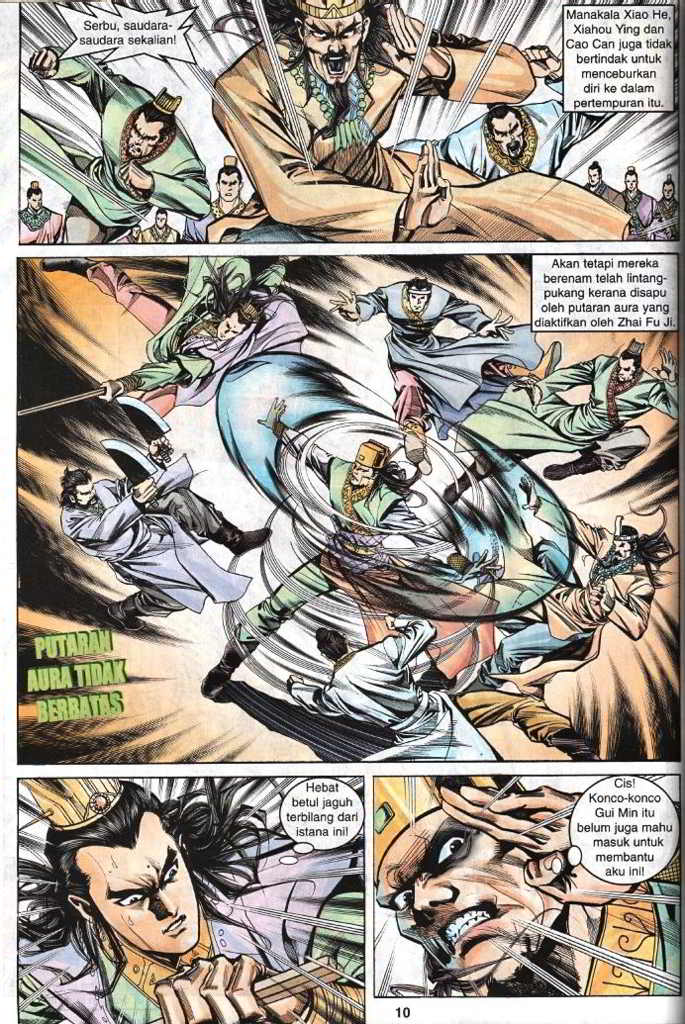 Serbu, saudara-
saudara sekalian!
Manakala Xiao He,
Xiahou Ying dan
Cao Can juga tidak
bertindak untuk
menceburkan
diri ke dalam
pertempuran itu.
Akan tetapi mereka
berenam telah lintang-
pukang kerana disapu
oleh putaran aura yang
diaktifkan oleh Zhai Fu Ji.
PUTARAN
AURA TIDAK
BERBATAS
Hebat
betul jaguh
terbilang dari
istana ini!
Cis!
Konco-konco
Gui Min itu
belum juga mahu
masuk untuk
membantu
aku ini!
10